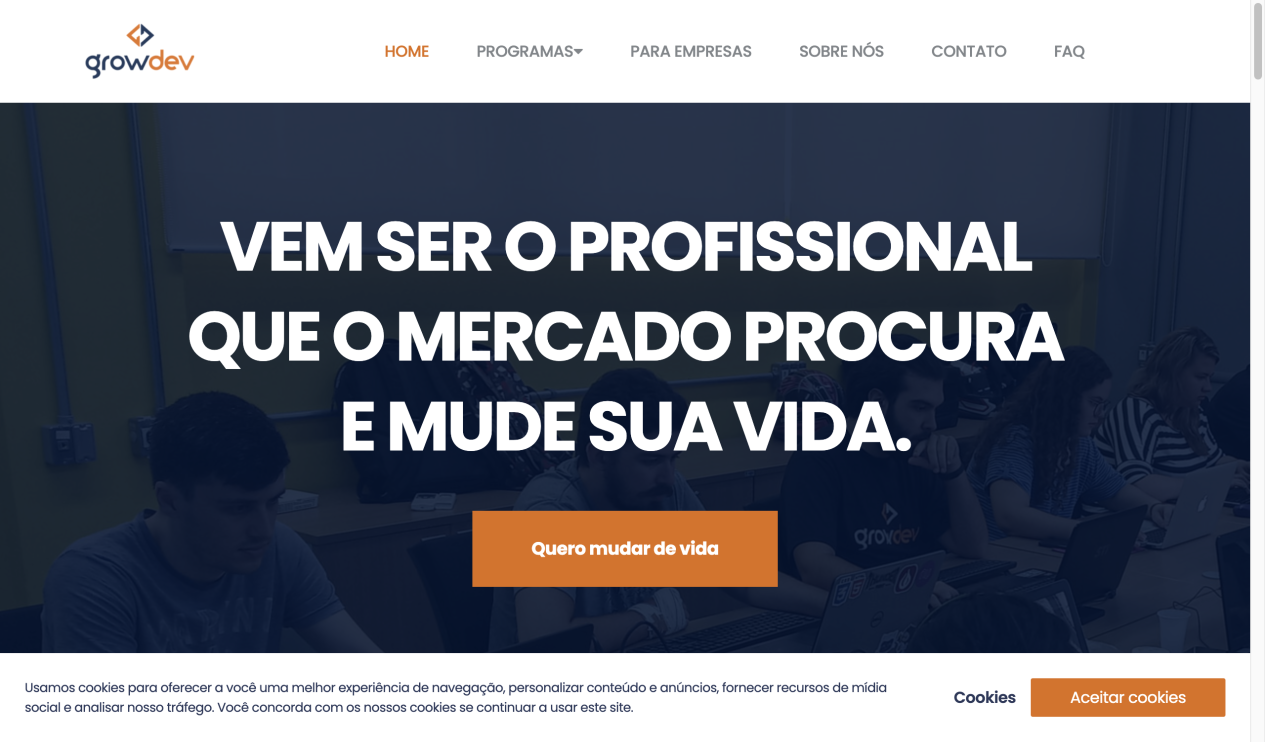 growdev
HOME PROGRAMAS PARA EMPRESAS SOBRE NÓS CONTATO FAQ
VEM SER O PROFISSIONAL
QUE O MERCADO PROCURA
E MUDE SUA VIDA.
growdev
Quero mudar de vida
Usamos cookies para oferecer a você uma melhor experiência de navegação, personalizar conteúdo e anúncios, fornecer recursos de mídia
social e analisar nosso tráfego. Você concorda com os nossos cookies se continuar a usar este site.
Cookies
Aceitar cookies